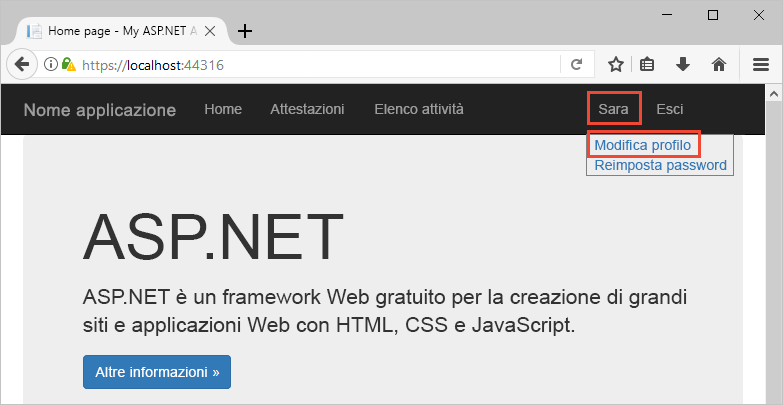 Home page - My ASP.NET A
https://localhost:44316
Nome applicazione Home Attestazioni Elenco attività Sara Esci
Modifica profilo
Reimposta password
ASP.NET
ASP.NET è un framework Web gratuito per la creazione di grandi
siti e applicazioni Web con HTML, CSS e JavaScript.
Altre informazioni »